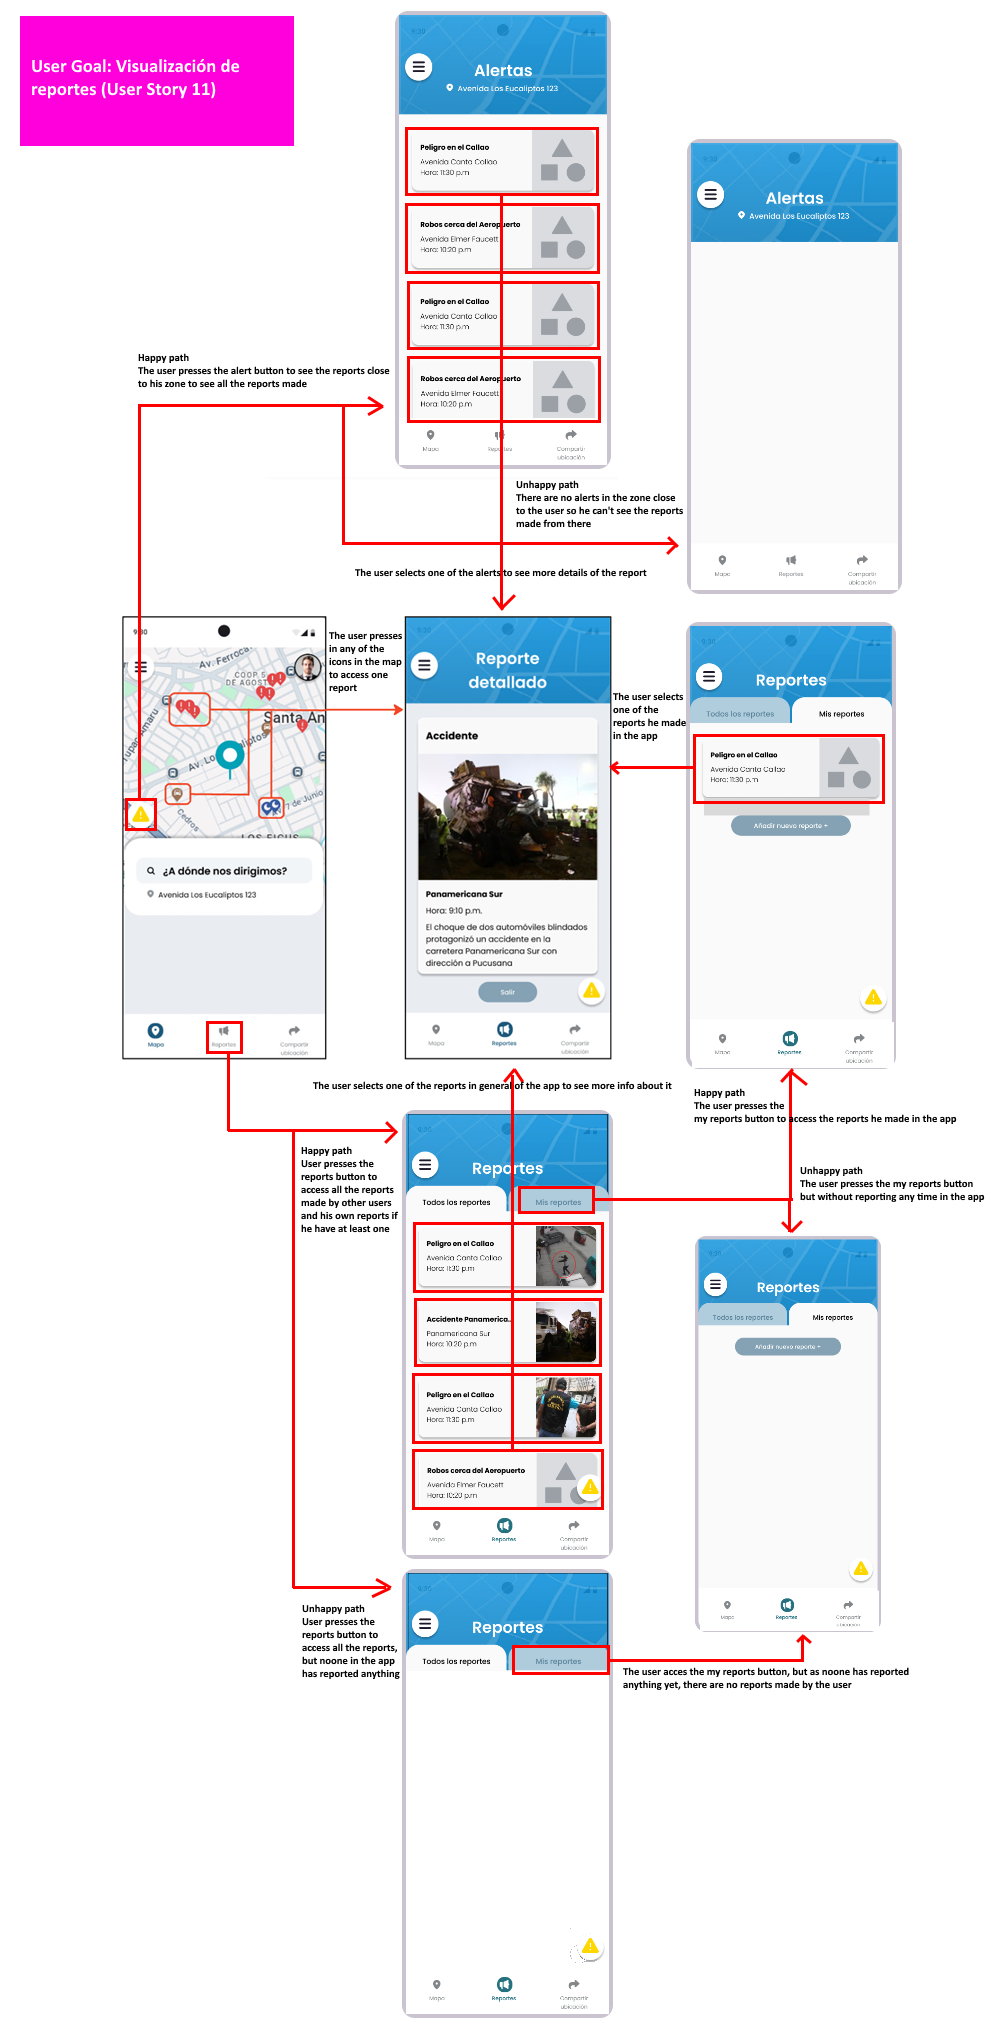 User Goal: Visualización de
reportes (User Story 11)
9:30
Alertas
Avenida Los Eucaliptos 123
Peligro en el Callao
Avenida Canta Callao
Hora: 11:30 p.m
Robos cerca del Aeropuerto
Avenida Elmer Faucett
Hora: 10:20 p.m
Peligro en el Callao
Avenida Canta Callao
Hora: 11:30 p.m
Robos cerca del Aeropuerto
Avenida Elmer Faucett
Hora: 10:20 p.m
Mapa
Reportes
Compartir
ubicación
9:30
Alertas
Avenida Los Eucaliptos 123
Mapa
Reportes
Compartir
ubicación
Happy path
The user presses the alert button to see the reports close
to his zone to see all the reports made
Unhappy path
There are no alerts in the zone close
to the user so he can't see the reports
made from there
The user selects one of the alerts to see more details of the report
9:30
Av. Ferroca
COOP. 5
DE AGOST
Santa An
Tupac Amaru
Av. Lo
aliptos
7 de Junio
Cedros
LOS FICUS
¿A dónde nos dirigimos?
Avenida Los Eucaliptos 123
Mapa
Reportes
Compartir
ubicación
The user presses
in any of the
icons in the map
to access one
report
9:30
Reporte
detallado
Accidente
Panamericana Sur
Hora: 9:10 p.m.
El choque de dos automóviles blindados
protagonizó un accidente en la
carretera Panamericana Sur con
dirección a Pucusana
Salir
Mapa
Reportes
Compartir
ubicación
The user selects
one of the
reports he made
in the app
9:30
Reportes
Todos los reportes
Mis reportes
Peligro en el Callao
Avenida Canta Callao
Hora: 11:30 p.m
Añadir nuevo reporte +
Mapa
Reportes
Compartir
ubicación
The user selects one of the reports in general of the app to see more info about it
Happy path
The user presses the
my reports button to access the reports he made in the app
Happy path
User presses the
reports button to
access all the reports
made by other users
and his own reports if
he have at least one
9:30
Reportes
Todos los reportes
Mis reportes
Peligro en el Callao
Avenida Canta Callao
Hora: 11:30 p.m
Accidente Panamerica...
Panamericana Sur
Hora: 10:20 p.m
Peligro en el Callao
Avenida Canta Callao
Hora: 11:30 p.m
Robos cerca del Aeropuerto
Avenida Elmer Faucett
Hora: 10:20 p.m
Mapa
Reportes
Compartir
ubicación
Unhappy path
The user presses the my reports button
but without reporting any time in the app
9:30
Reportes
Todos los reportes
Mis reportes
Añadir nuevo reporte +
Mapa
Reportes
Compartir
ubicación
Unhappy path
User presses the
reports button to
access all the reports,
but noone in the app
has reported anything
9:30
Reportes
Todos los reportes
Mis reportes
The user acces the my reports button, but as noone has reported
anything yet, there are no reports made by the user
Mapa
Reportes
Compartir
ubicación